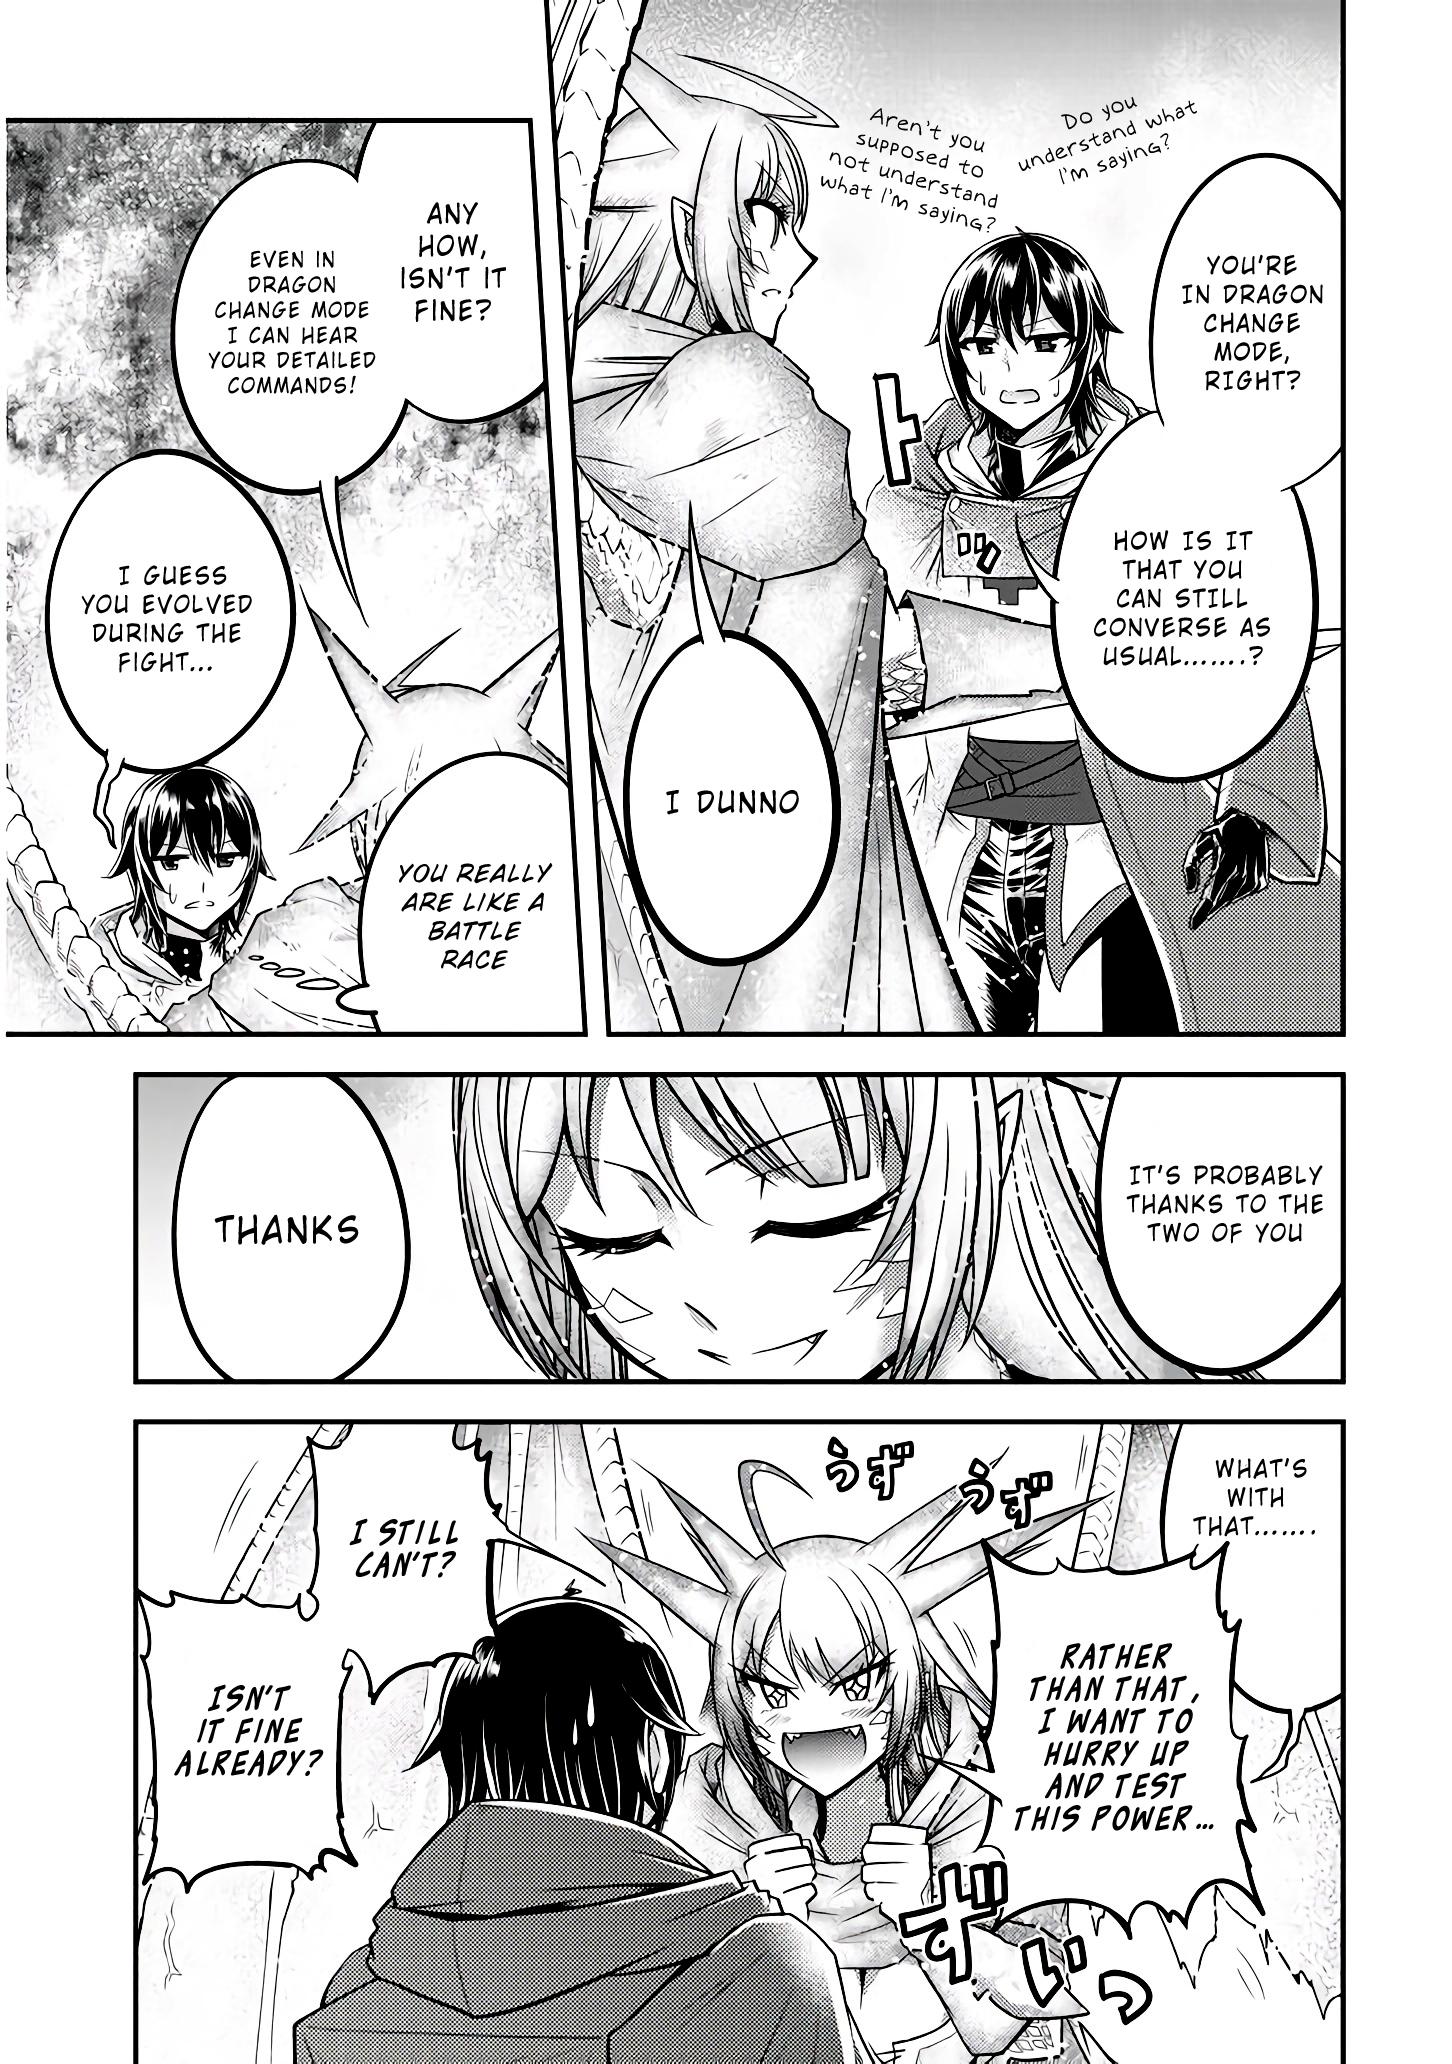 YOU'RE
IN DRAGON
CHANGE
MODE,
RIGHT?
HOW IS IT
THAT YOU
CAN STILL
CONVERSE AS
USUAL.......?
Do you
understand what
I'm saying?
Aren't you
supposed to
not understand
what I'm saying?
ドッ
I DUNNO
ANY
HOW,
ISN'T IT
FINE?
EVEN IN
DRAGON
CHANGE MODE
I CAN HEAR
YOUR DETAILED
COMMANDS!
I GUESS
YOU EVOLVED
DURING THE
FIGHT...
YOU REALLY
ARE LIKE A
BATTLE
RACE
IT'S PROBABLY
THANKS TO THE
TWO OF YOU
THANKS
WHAT'S
WITH
THAT.......
RATHER
THAN THAT,
I WANT TO
HURRY UP
AND TEST
THIS POWER...
うず
うず
ずいっ
I STILL
CAN'T?
ISN'T
IT FINE
ALREADY?